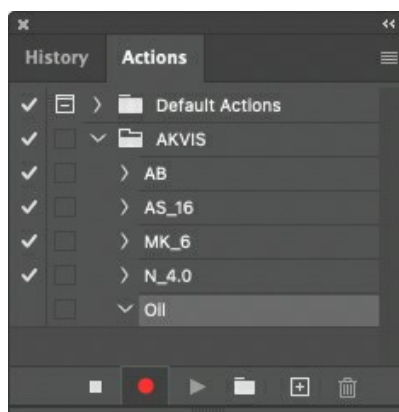 History Actions
Default Actions
AKVIS
AB
AS_16
MK_6
N_4.0
Oil